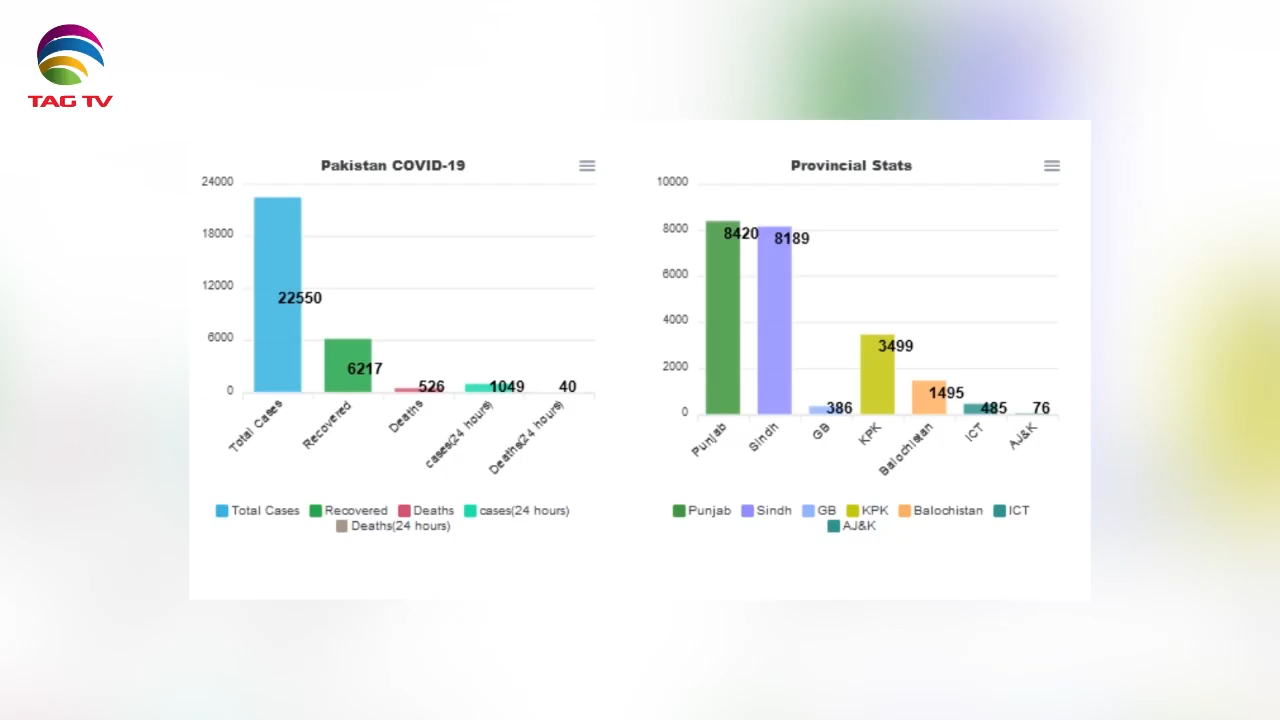 TAG TV
Pakistan COVID-19
24000
18000
12000
6000
0
22550
6217
526
1049
40
Total Cases
Recovered
Deaths
cases(24 hours)
Deaths(24 hours)
Total Cases Recovered Deaths cases(24 hours)
Deaths(24 hours)
Provincial Stats
10000
8000
6000
4000
2000
0
8420
8189
386
3499
1495
485
76
Punjab
Sindh
GB
KPK
Balochistan
ICT
AJ&K
Punjab Sindh GB KPK Balochistan ICT
AJ&K